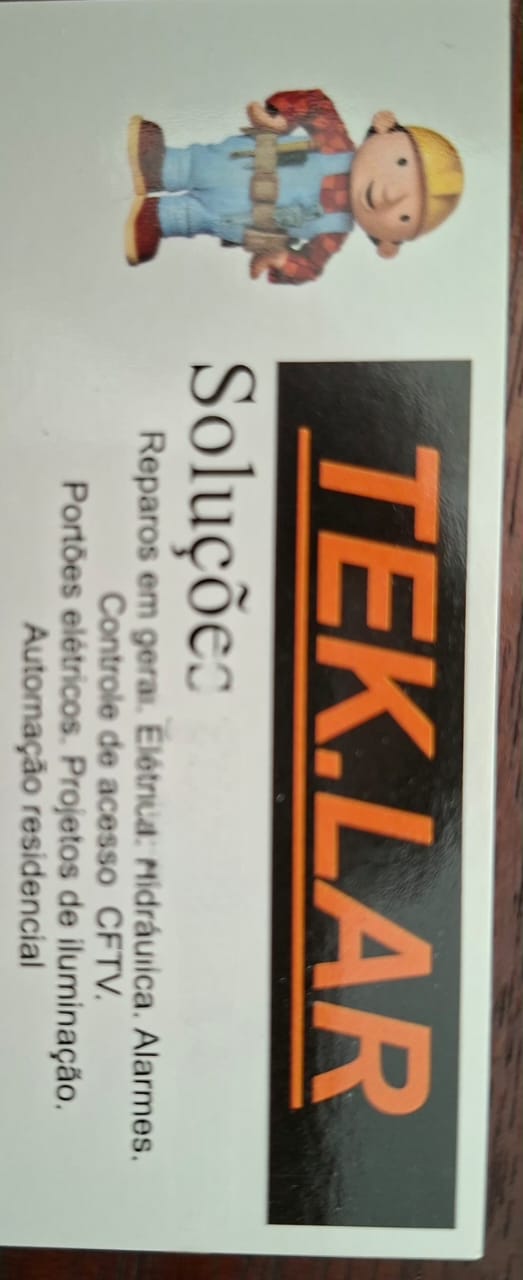 TEK.LAR
Soluções
Reparos em geral. Elétrica. Hidráulica. Alarmes.
Controle de acesso CFTV.
Portões elétricos. Projetos de iluminação.
Automação residencial